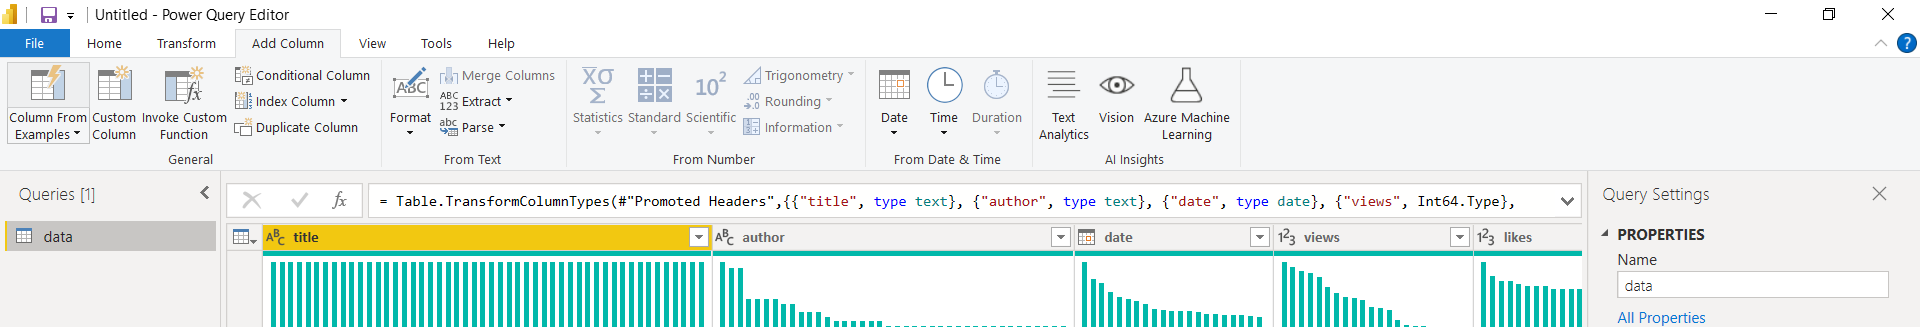 Untitled - Power Query Editor
File Home Transform Add Column View Tools Help
Column From Examples
Custom Column
Invoke Custom Function
Conditional Column
Index Column
Duplicate Column
General
Format
Merge Columns
Extract
Parse
From Text
Statistics
Standard
Scientific
Trigonometry
Rounding
Information
From Number
Date
Time
Duration
From Date & Time
Text Analytics
Vision
Azure Machine Learning
AI Insights
Queries [1]
data
= Table.TransformColumnTypes(#"Promoted Headers",{{"title", type text}, {"author", type text}, {"date", type date}, {"views", Int64.Type},
title author date views likes
Query Settings
PROPERTIES
Name
data
All Properties